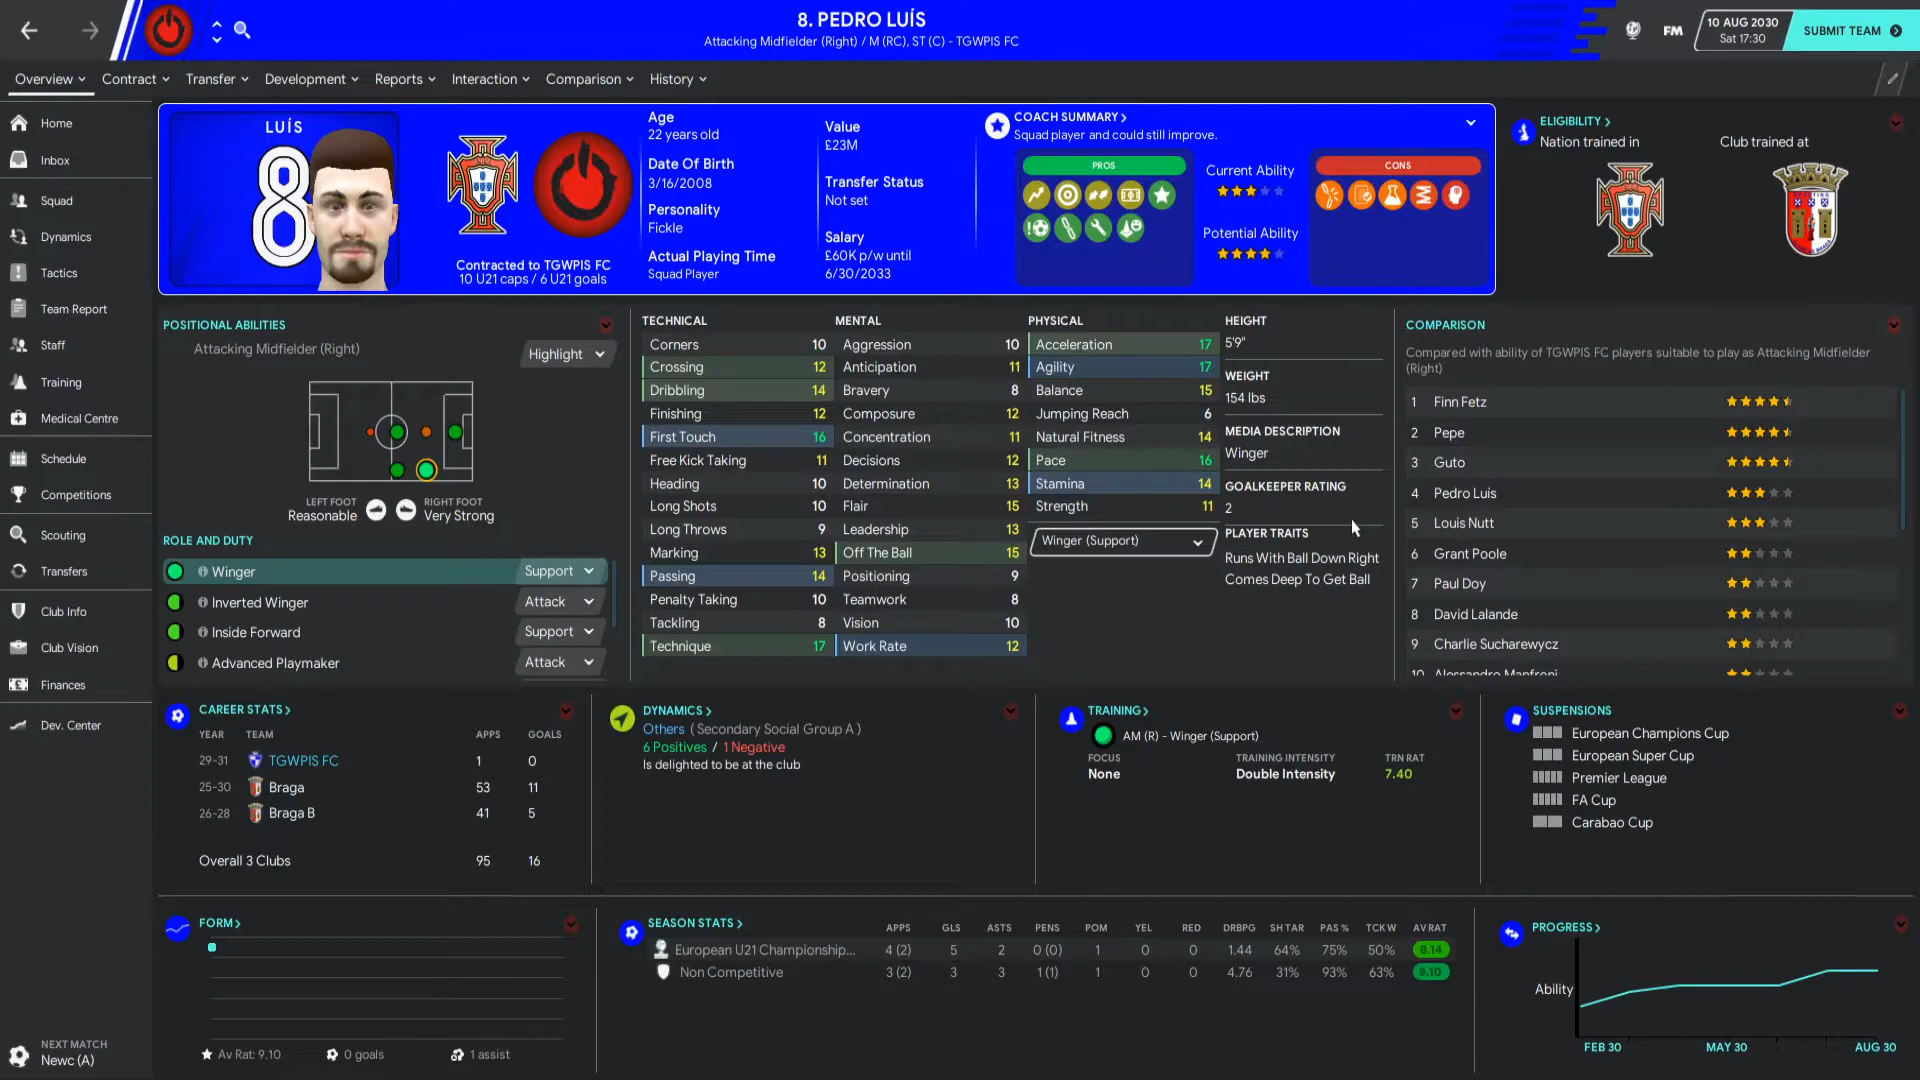 8. PEDRO LUÍS
Attacking Midfielder (Right) / M (RC), ST (C) - TGWPIS FC
FM
10 AUG 2030
Sat 17:30
SUBMIT TEAM
Overview
Contract
Transfer
Development
Reports
Interaction
Comparison
History
Home
Inbox
Squad
Dynamics
Tactics
Team Report
Staff
Training
Medical Centre
Schedule
Competitions
Scouting
Transfers
Club Info
Club Vision
Finances
Dev. Center
NEXT MATCH
Newc (A)
LUÍS
8
Contracted to TGWPIS FC
10 U21 caps / 6 U21 goals
Age
22 years old
Date Of Birth
3/16/2008
Personality
Fickle
Actual Playing Time
Squad Player
Value
£23M
Transfer Status
Not set
Salary
£60K p/w until
6/30/2033
COACH SUMMARY >
Squad player and could still improve.
PROS
Current Ability
Potential Ability
CONS
ELIGIBILITY >
Nation trained in
Club trained at
POSITIONAL ABILITIES
Attacking Midfielder (Right)
Highlight
LEFT FOOT
Reasonable
RIGHT FOOT
Very Strong
ROLE AND DUTY
Winger Support
Inverted Winger Attack
Inside Forward Support
Advanced Playmaker Attack
TECHNICAL
Corners 10
Crossing 12
Dribbling 14
Finishing 12
First Touch 16
Free Kick Taking 11
Heading 10
Long Shots 10
Long Throws 9
Marking 13
Passing 14
Penalty Taking 10
Tackling 8
Technique 17
MENTAL
Aggression 10
Anticipation 11
Bravery 8
Composure 12
Concentration 11
Decisions 12
Determination 13
Flair 15
Leadership 13
Off The Ball 15
Positioning 9
Teamwork 8
Vision 10
Work Rate 12
PHYSICAL
Acceleration 17
Agility 17
Balance 15
Jumping Reach 6
Natural Fitness 14
Pace 16
Stamina 14
Strength 11
Winger (Support)
HEIGHT
5'9"
WEIGHT
154 lbs
MEDIA DESCRIPTION
Winger
GOALKEEPER RATING
2
PLAYER TRAITS
Runs With Ball Down Right
Comes Deep To Get Ball
COMPARISON
Compared with ability of TGWPIS FC players suitable to play as Attacking Midfielder
(Right)
1 Finn Fetz
2 Pepe
3 Guto
4 Pedro Luís
5 Louis Nutt
6 Grant Poole
7 Paul Doy
8 David Lalande
9 Charlie Sucharewycz
10 Alessandro Manfroni
CAREER STATS >
YEAR TEAM APPS GOALS
29-31 TGWPIS FC 1 0
25-30 Braga 53 11
26-28 Braga B 41 5
Overall 3 Clubs 95 16
DYNAMICS >
Others (Secondary Social Group A)
6 Positives / 1 Negative
Is delighted to be at the club
TRAINING >
AM (R) - Winger (Support)
FOCUS TRAINING INTENSITY TRN RAT
None Double Intensity 7.40
SUSPENSIONS
European Champions Cup
European Super Cup
Premier League
FA Cup
Carabao Cup
FORM >
Av Rat: 9.10
0 goals
1 assist
SEASON STATS >
APPS GLS ASTS PENS POM YEL RED DRBPG SH TAR PAS % TCK W AV RAT
European U21 Championship... 4 (2) 5 2 0 (0) 1 0 0 1.44 64% 75% 50% 8.14
Non Competitive 3 (2) 3 3 1 (1) 1 0 0 4.76 31% 93% 63% 9.10
PROGRESS >
Ability
FEB 30
MAY 30
AUG 30